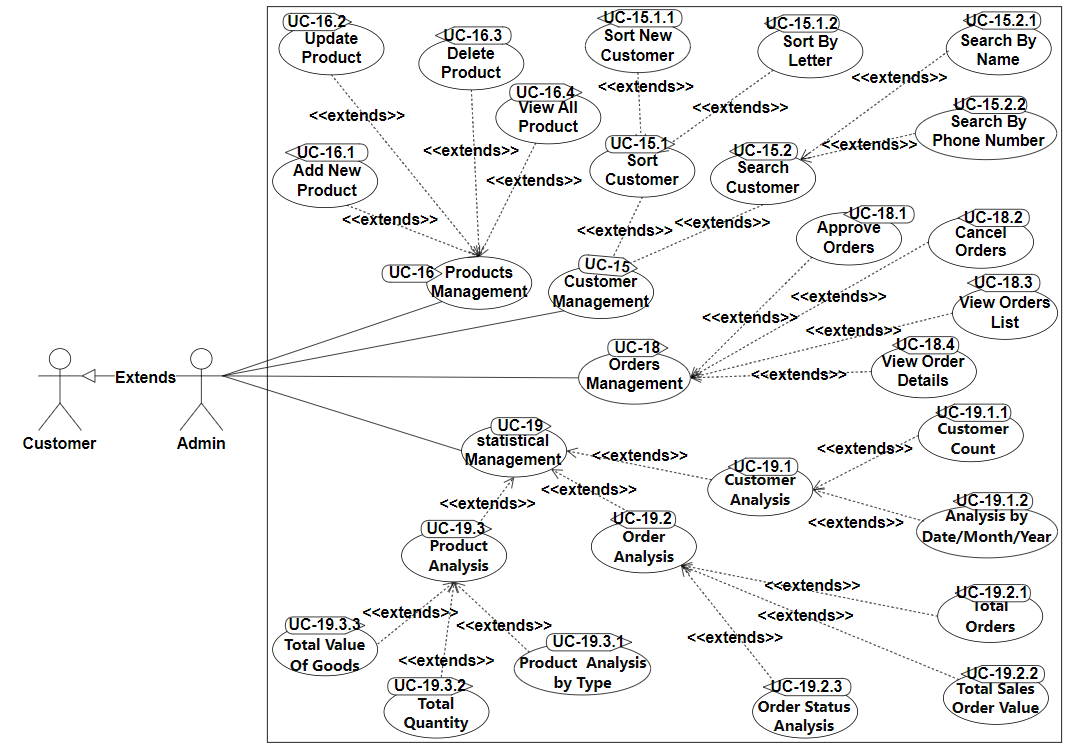 UC-16.2
Update
Product
UC-16.3
Delete
Product
UC-16.4
View All
Product
UC-16.1
Add New
Product
<<extends>>
<<extends>>
<<extends>>
<<extends>>
UC-16
Products
Management
UC-15.1.1
Sort New
Customer
UC-15.1.2
Sort By
Letter
UC-15.2.1
Search By
Name
UC-15.2.2
Search By
Phone Number
<<extends>>
<<extends>>
<<extends>>
<<extends>>
UC-15.1
Sort
Customer
UC-15.2
Search
Customer
<<extends>>
<<extends>>
UC-15
Customer
Management
UC-18.1
Approve
Orders
UC-18.2
Cancel
Orders
UC-18.3
View Orders
List
UC-18.4
View Order
Details
<<extends>>
<<extends>>
<<extends>>
<<extends>>
UC-18
Orders
Management
Customer
Extends
Admin
UC-19
statistical
Management
<<extends>>
<<extends>>
<<extends>>
UC-19.1
Customer
Analysis
UC-19.1.1
Customer
Count
UC-19.1.2
Analysis by
Date/Month/Year
<<extends>>
<<extends>>
UC-19.3
Product
Analysis
UC-19.2
Order
Analysis
<<extends>>
<<extends>>
<<extends>>
UC-19.3.3
Total Value
Of Goods
UC-19.3.2
Total
Quantity
UC-19.3.1
Product Analysis
by Type
<<extends>>
<<extends>>
<<extends>>
UC-19.2.1
Total
Orders
UC-19.2.2
Total Sales
Order Value
UC-19.2.3
Order Status
Analysis